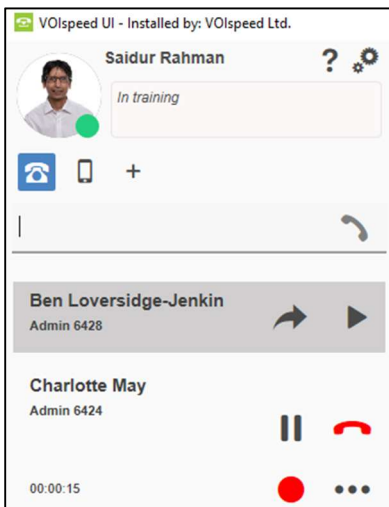 VOIspeed UI - Installed by: VOIspeed Ltd.
Saidur Rahman
?
In training
+
Ben Loversidge-Jenkin
Admin 6428
Charlotte May
Admin 6424
00:00:15